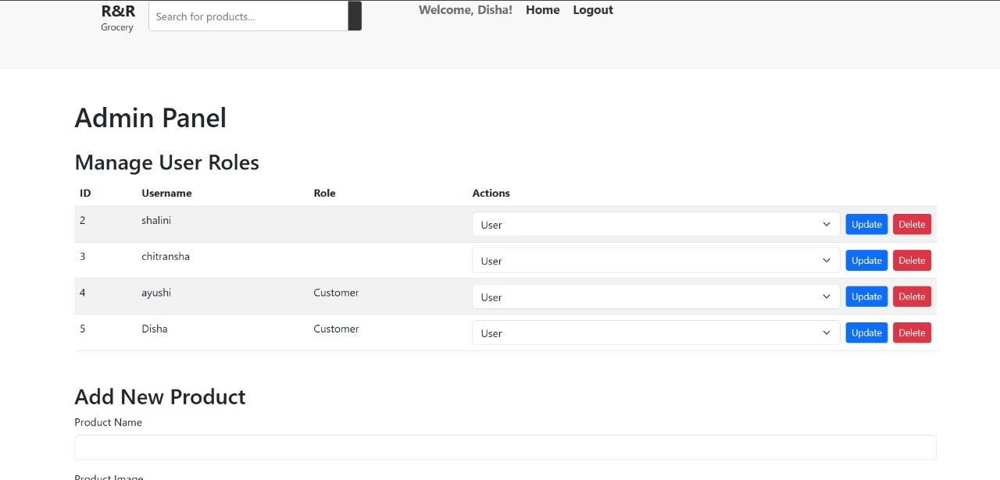 R&R
Grocery
Search for products...
Welcome, Disha! Home Logout
Admin Panel
Manage User Roles
ID Username Role Actions
2 shalini User Update Delete
3 chitransha User Update Delete
4 ayushi Customer User Update Delete
5 Disha Customer User Update Delete
Add New Product
Product Name
Product Image